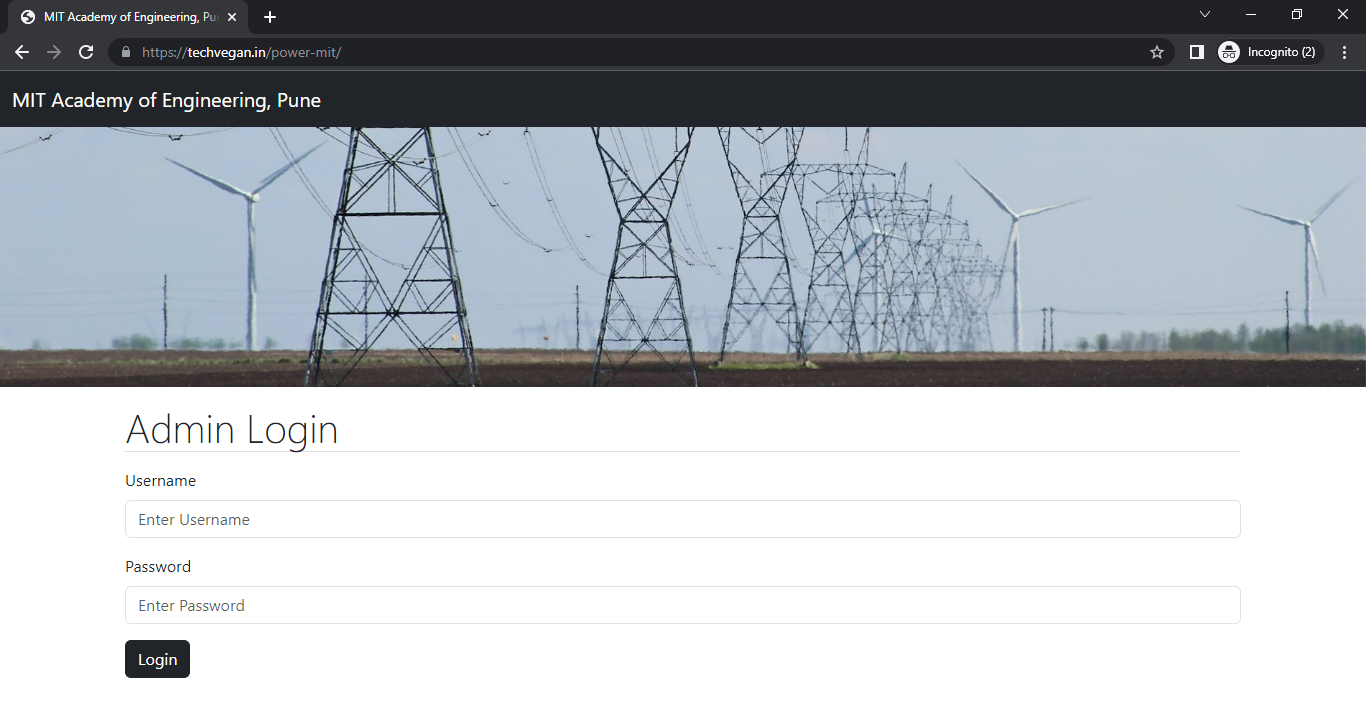 MIT Academy of Engineering, Pu
https://techvegan.in/power-mit/
Incognito (2)
MIT Academy of Engineering, Pune
Admin Login
Username
Enter Username
Password
Enter Password
Login